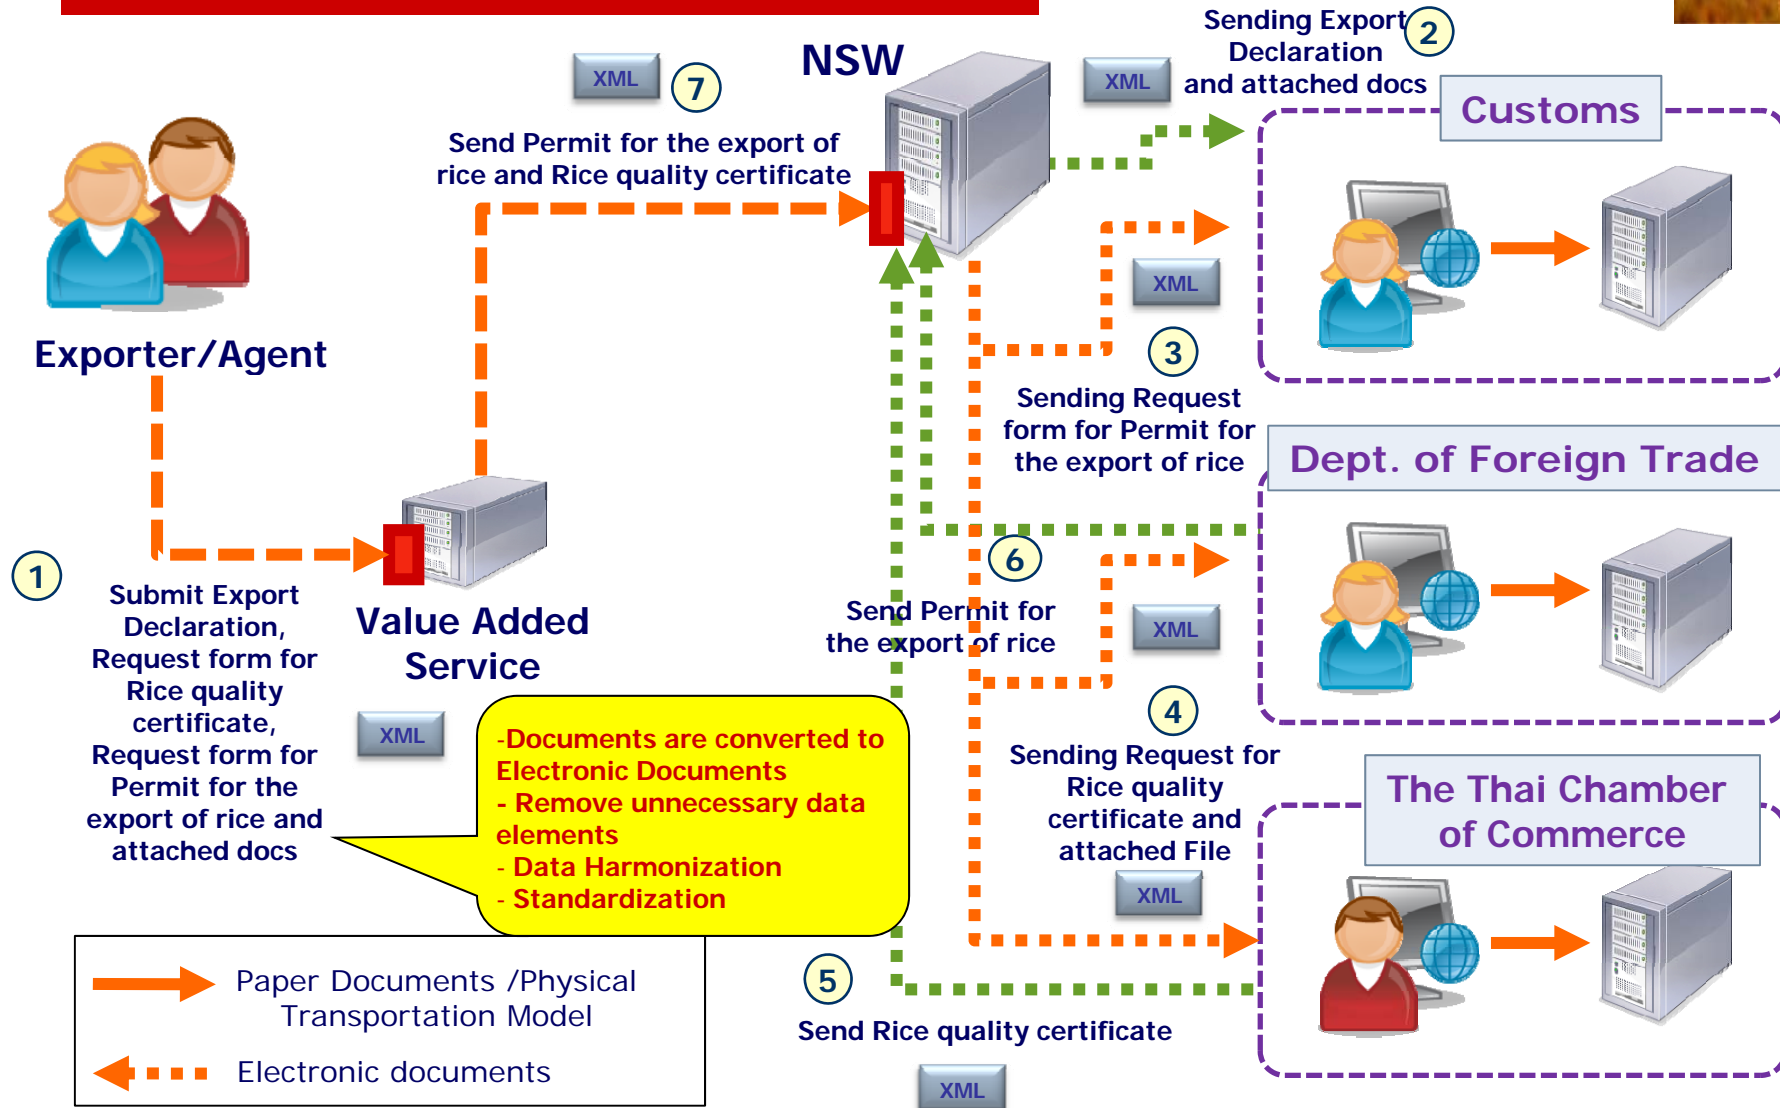 Sending Export
Declaration
and attached docs
2
XML
NSW
XML
7
Send Permit for the export of
rice and Rice quality certificate
Customs
XML
3
Sending Request
form for Permit for
the export of rice
Exporter/Agent
Dept. of Foreign Trade
1
Submit Export
Declaration,
Request form for
Rice quality
certificate,
Request form for
Permit for the
export of rice and
attached docs
Value Added
Service
XML
6
Send Permit for
the export of rice
XML
4
Sending Request for
Rice quality
certificate and
attached File
XML
-Documents are converted to
Electronic Documents
- Remove unnecessary data
elements
- Data Harmonization
- Standardization
The Thai Chamber
of Commerce
5
Send Rice quality certificate
XML
Paper Documents /Physical
Transportation Model
Electronic documents